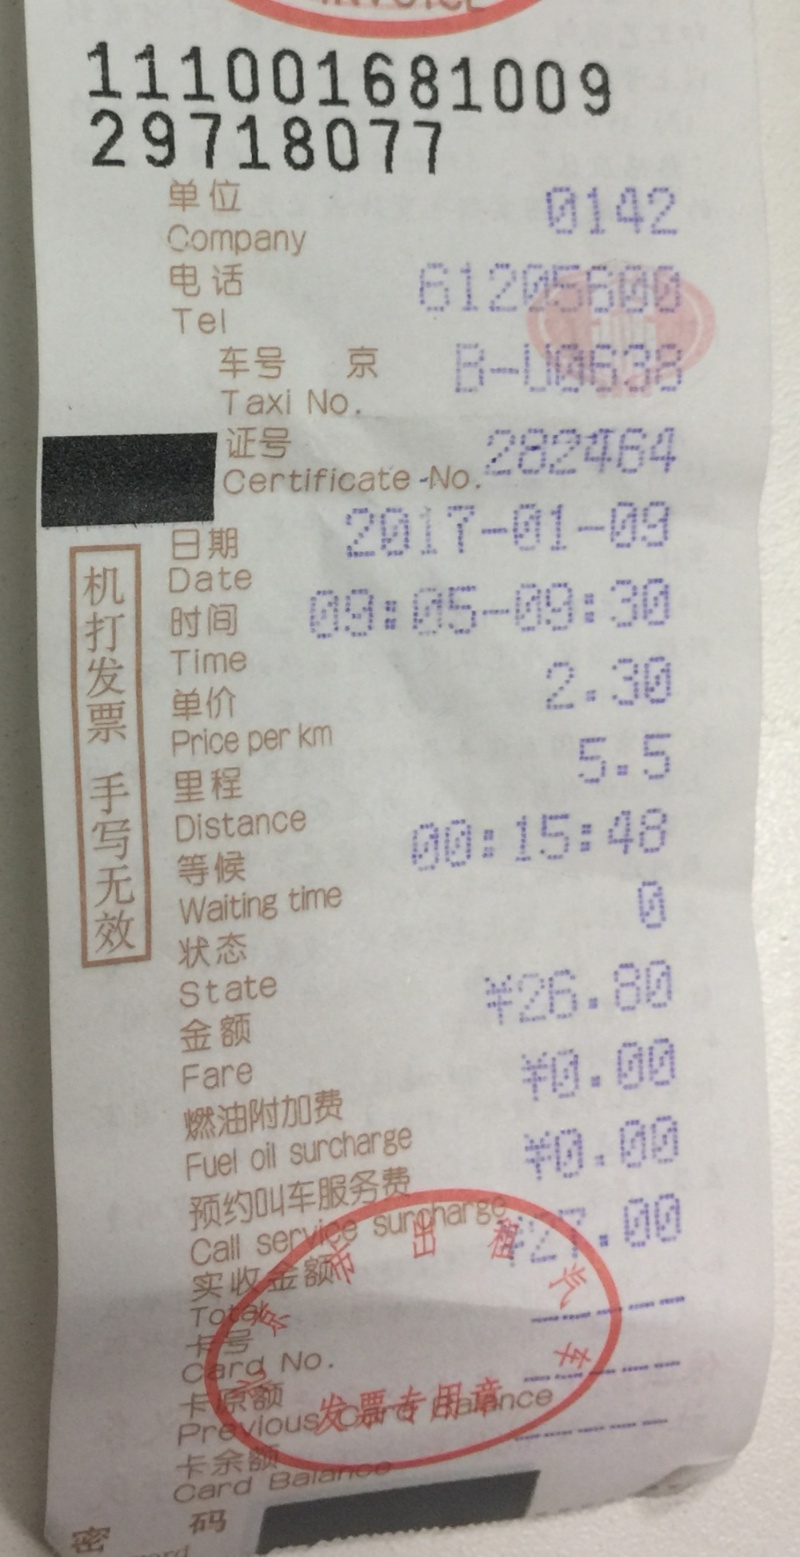 INVOICE
111001681009
29718077
单位 0142
Company
电话 61205600
Tel
车号 京 B-U0638
Taxi No.
证号 282464
Certificate-No.
日期 2017-01-09
Date
时间 09:05-09:30
Time
单价 2.30
Price per km
里程 5.5
Distance
等候 00:15:48
Waiting time
状态 0
State
金额 ¥26.80
Fare
燃油附加费 ¥0.00
Fuel oil surcharge
预约叫车服务费 ¥0.00
Call service surcharge
实收金额 ¥27.00
Total
卡号
Card No.
卡原额
Previous Card Balance
卡余额
Card Balance
密 码
机打发票 手写无效
北京市出租汽车
发票专用章